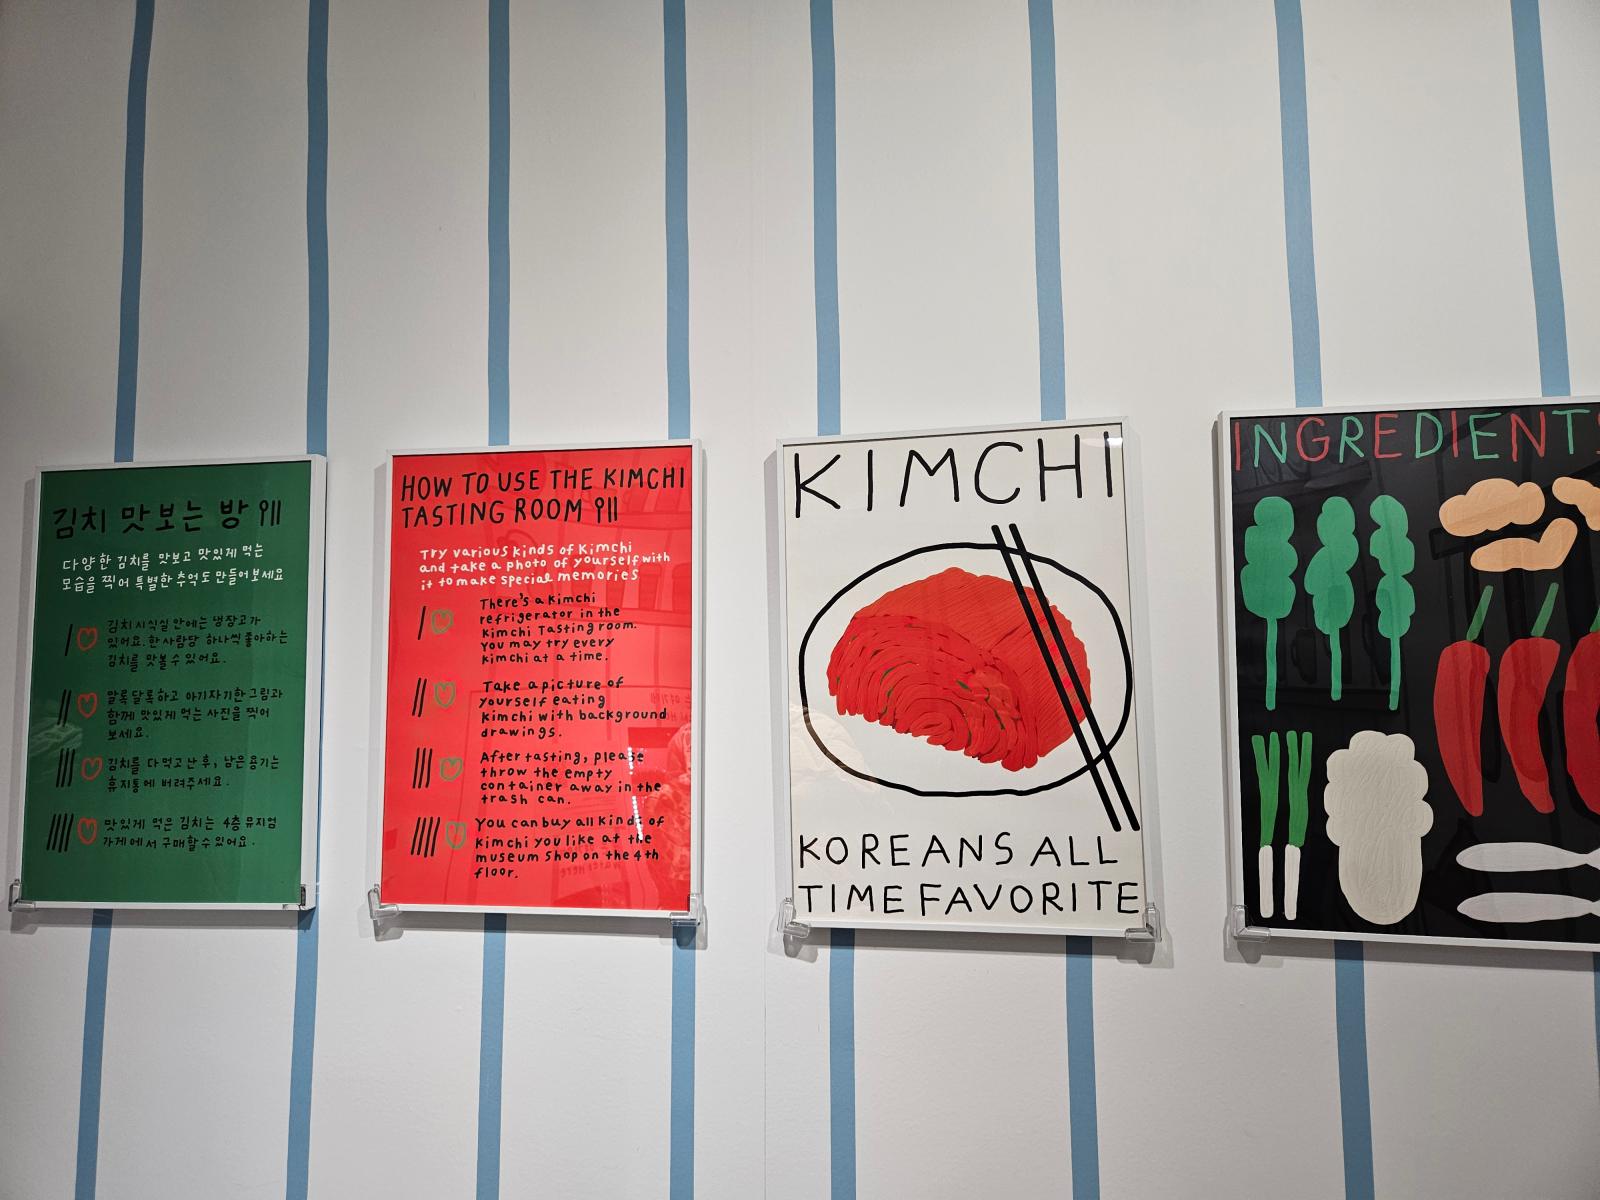 김치 맛보는 방
다양한 김치를 맛보고 맛있게 먹는
모습을 찍어 특별한 추억도 만들어보세요
김치시식실 안에는 냉장고가
있어요. 한사람당 하나씩 좋아하는
김치를 맛볼 수 있어요.
알록달록하고 아기자기한 그림과
함께 맛있게 먹는 사진을 찍어
보세요.
김치를 다 먹고 난 후, 남은 용기는
휴지통에 버려주세요.
맛있게 먹은 김치는 4층 뮤지엄
가게에서 구매할 수 있어요.
HOW TO USE THE KIMCHI
TASTING ROOM
Try various kinds of Kimchi
and take a photo of yourself with
it to make special memories
There's a Kimchi
refrigerator in the
Kimchi Tasting room.
You may try every
kimchi at a time.
Take a picture of
yourself eating
Kimchi with background
drawings.
After tasting, please
throw the empty
container away in the
trash can.
You can buy all kinds of
Kimchi you like at the
museum shop on the 4th
floor.
KIMCHI
KOREANS ALL
TIME FAVORITE
INGREDIENTS